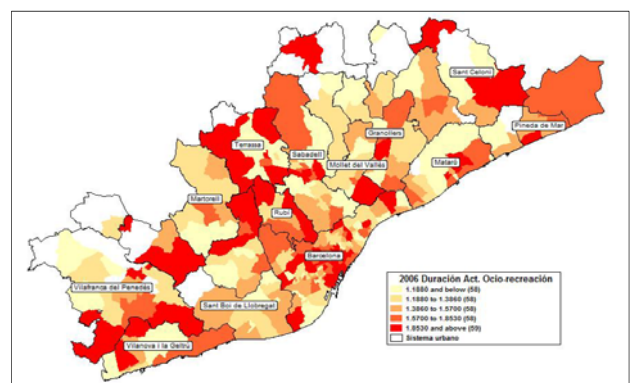 Sant Celoni
Pineda de Mar
Granollers
Terrassa
Sabadell
Mollet del Vallés
Mataró
Martorell
Rubí
Barcelona
Vilafranca del Penedés
Sant Boi de Llobregat
Vilanova i la Geltrú
2006 Duración Act. Ocio-recreación
1.1880 and below (58)
1.1880 to 1.3860 (58)
1.3860 to 1.5700 (58)
1.5700 to 1.8530 (58)
1.8530 and above (59)
Sistema urbano